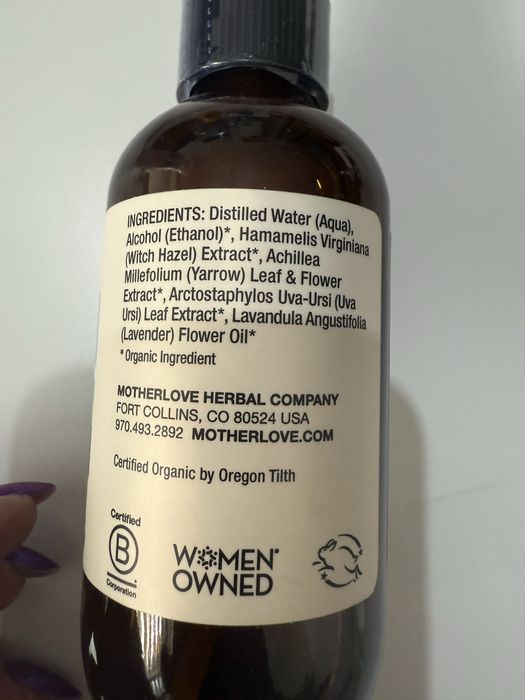 INGREDIENTS: Distilled Water (Aqua),
Alcohol (Ethanol)*, Hamamelis Virginiana
(Witch Hazel) Extract*, Achillea
Millefolium (Yarrow) Leaf & Flower
Extract*, Arctostaphylos Uva-Ursi (Uva
Ursi) Leaf Extract*, Lavandula Angustifolia
(Lavender) Flower Oil*
*Organic Ingredient
MOTHERLOVE HERBAL COMPANY
FORT COLLINS, CO 80524 USA
970.493.2892 MOTHERLOVE.COM
Certified Organic by Oregon Tilth
Certified
B
Corporation
WOMEN
OWNED